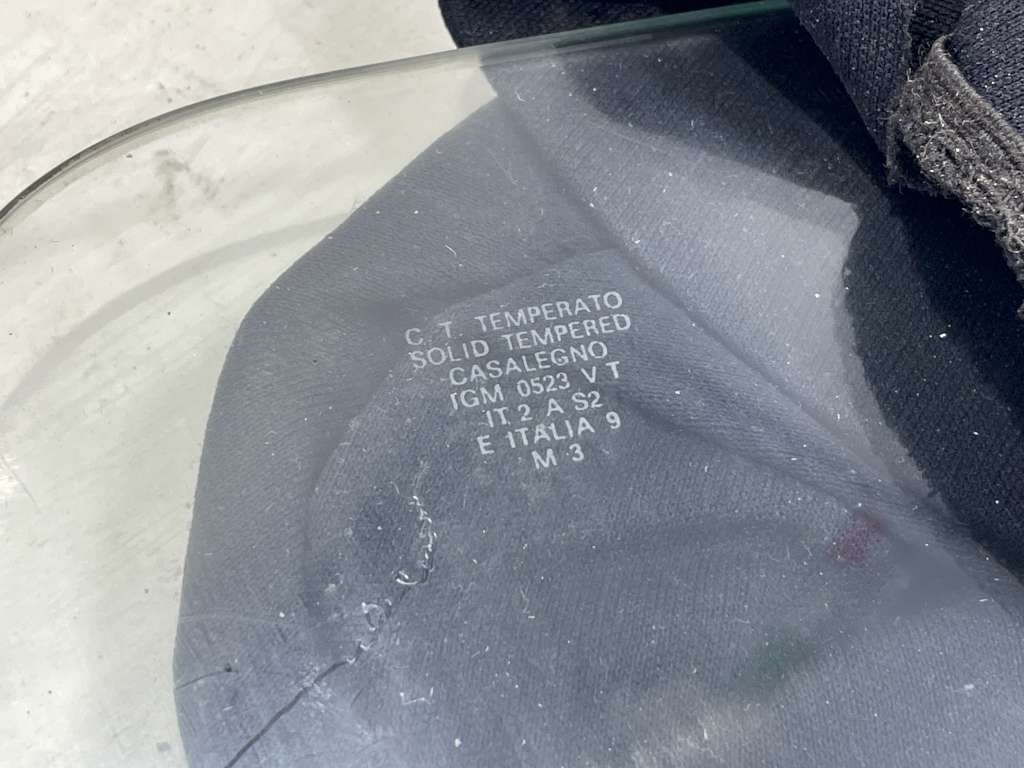 C. T. TEMPERATO
SOLID TEMPERED
CASALEGNO
IGM 0523 V T
IT 2 A S2
E ITALIA 9
M 3